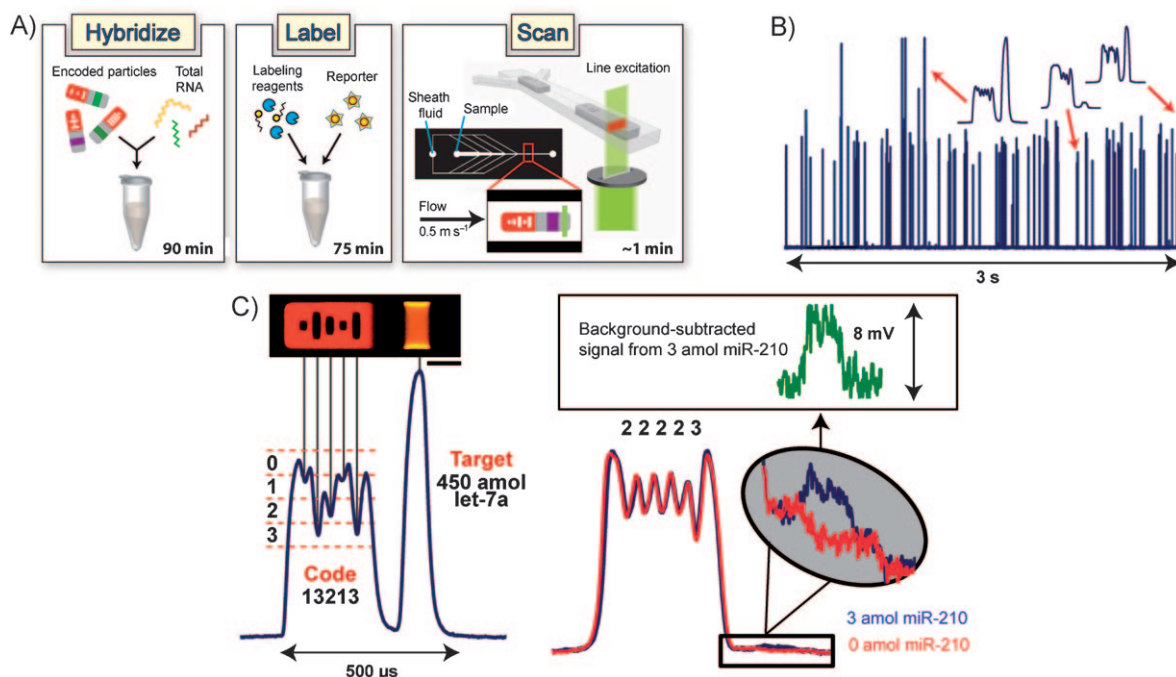 A)
Hybridize
Encoded particles
Total
RNA
90 min
Label
Labeling
reagents
Reporter
75 min
Scan
Line excitation
Sheath
fluid
Sample
Flow
0.5 m s⁻¹
~1 min
B)
3 s
C)
0
1
2
3
Target
450 amol
let-7a
Code
13213
500 us
Background-subtracted
signal from 3 amol miR-210
8 mV
2 2 2 2 3
3 amol miR-210
0 amol miR-210